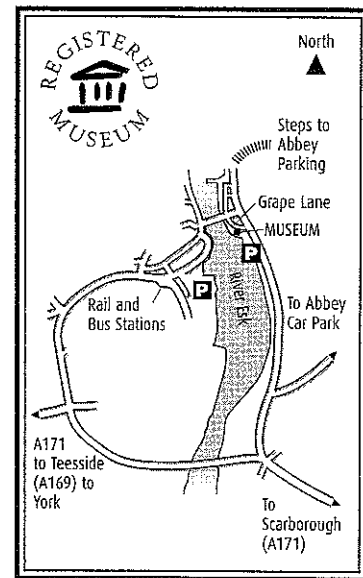 REGISTERED
MUSEUM
North
Steps to
Abbey
Parking
Grape Lane
MUSEUM
P
P
River Esk
Rail and
Bus Stations
To Abbey
Car Park
A171
to Teesside
(A169) to
York
To
Scarborough
(A171)